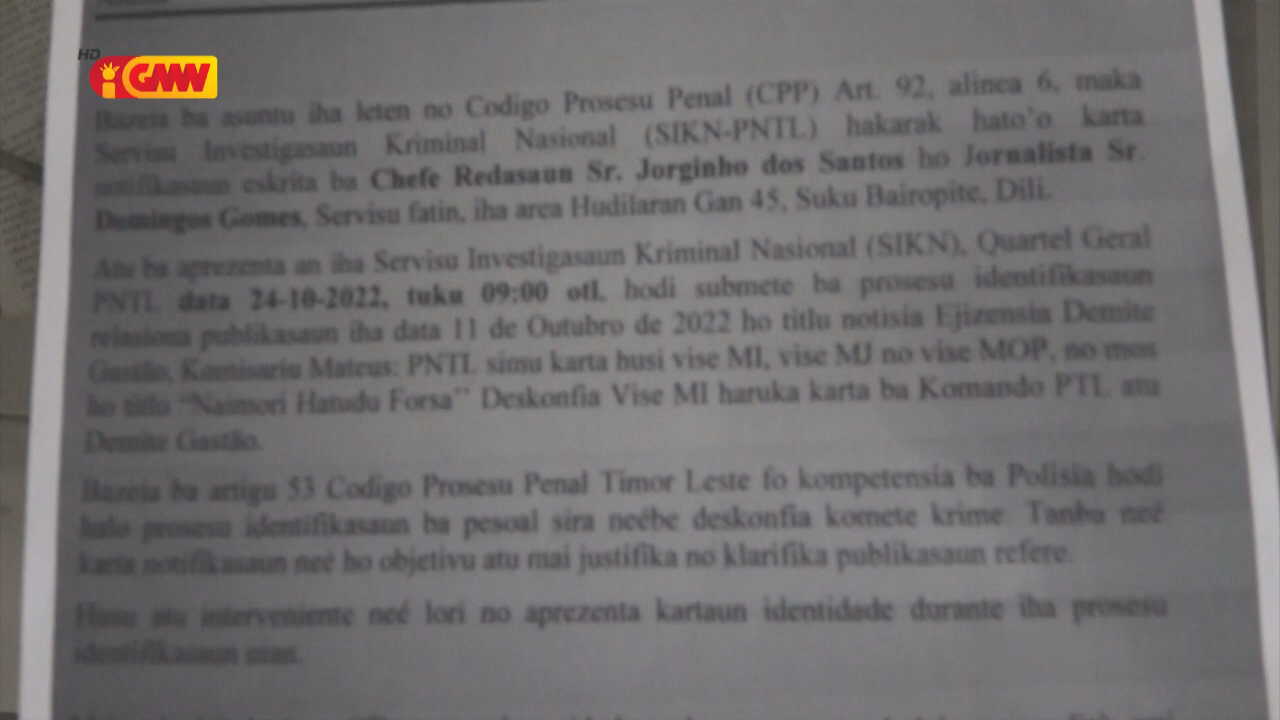 HD
GMW
Bazeia ba asuntu iha leten no Codigo Prosesu Penal (CPP) Art. 92, alinea 6, maka
Servisu Investigasaun Kriminal Nasional (SIKN-PNTL) hakarak hato'o karta
notifikasaun eskrita ba Chefe Redasaun Sr. Jorginho dos Santos ho Jornalista Sr.
Domingos Gomes, Servisu fatin, iha area Hudilaran Gan 45, Suku Bairopite, Dili.
Atu ba aprezenta an iha Servisu Investigasaun Kriminal Nasional (SIKN), Quartel Geral
PNTL data 24-10-2022, tuku 09:00 otl, hodi submete ba prosesu identifikasaun
relasiona publikasaun iha data 11 de Outubro de 2022 ho titlu notisia Ejizensia Demite
Gastão, Komisariu Mateus: PNTL simu karta husi vise MI, vise MJ no vise MOP, no mos
ho titlu "Naimori Hatudu Forsa" Deskonfia Vise MI haruka karta ba Komando PTL atu
Demite Gastão.
Bazeia ba artigu 53 Codigo Prosesu Penal Timor Leste fo kompetensia ba Polisia hodi
halo prosesu identifikasaun ba pesoal sira neébe deskonfia komete krime. Tanba neé
karta notifikasaun neé ho objetivu atu mai justifika no klarifika publikasaun refere.
Husu atu interveniente neé lori no aprezenta kartaun identidade durante iha prosesu
identifikasaun nian.